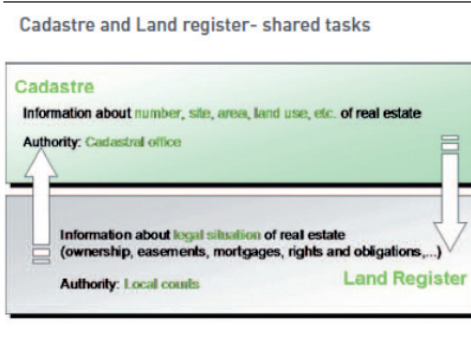 Cadastre and Land register- shared tasks
Cadastre
Information about number, site, area, land use, etc. of real estate
Authority: Cadastral office
Information about legal situation of real estate
(ownership, easements, mortgages, rights and obligations,...)
Authority: Local courts
Land Register